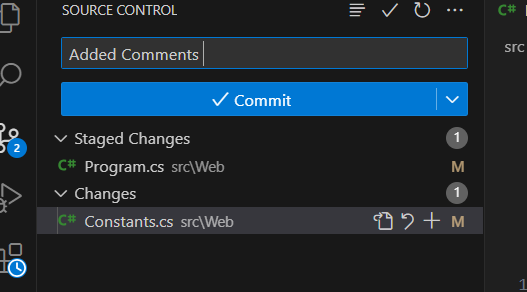 SOURCE CONTROL
src
Added Comments
Commit
Staged Changes 1
C# Program.cs src\Web M
2
Changes 1
C# Constants.cs src\Web M
1